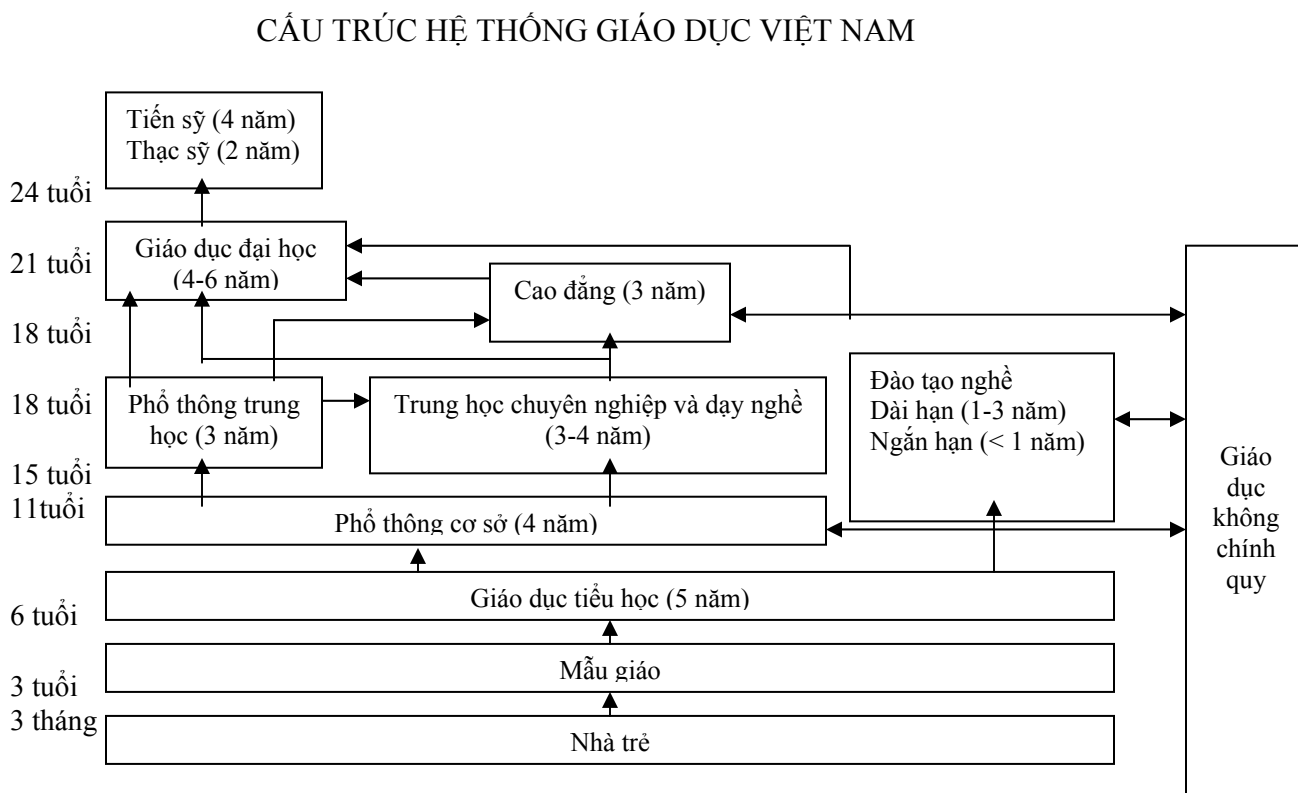 CẤU TRÚC HỆ THỐNG GIÁO DỤC VIỆT NAM
Tiến sỹ (4 năm)
Thạc sỹ (2 năm)
24 tuổi
Giáo dục đại học
(4-6 năm)
21 tuổi
Cao đẳng (3 năm)
18 tuổi
18 tuổi
Phổ thông trung
học (3 năm)
Trung học chuyên nghiệp và dạy nghề
(3-4 năm)
Đào tạo nghề
Dài hạn (1-3 năm)
Ngắn hạn (< 1 năm)
15 tuổi
11tuổi
Phổ thông cơ sở (4 năm)
Giáo
dục
không
chính
quy
Giáo dục tiểu học (5 năm)
6 tuổi
Mẫu giáo
3 tuổi
3 tháng
Nhà trẻ